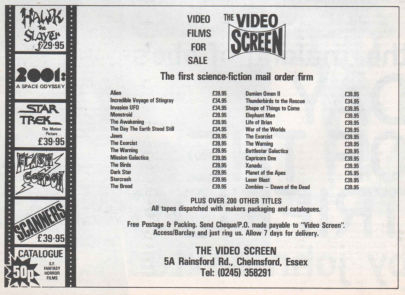 HAWK
the
SLAYER
£29·95
2001:
A SPACE ODYSSEY
STAR
TREK
The Motion
Picture
£39·95
FLASH
GORDON
SCANNERS
£39·95
CATALOGUE
50p
S.F.
FANTASY
HORROR
FILMS
VIDEO
FILMS
FOR
SALE
THE VIDEO
SCREEN
The first science-fiction mail order firm
Alien £39.95
Incredible Voyage of Stingray £34.95
Invasion UFO £39.95
Monstroid £39.95
The Awakening £39.95
The Day The Earth Stood Still £34.95
Jaws £39.95
The Exorcist £39.95
The Warning £39.95
Mission Galactica £39.95
The Birds £39.95
Dark Star £29.95
Starcrash £39.95
The Brood £39.95
Damien Omen II £39.95
Thunderbirds to the Rescue £34.95
Shape of Things to Come £39.95
Elephant Man £39.95
Life of Brian £39.95
War of the Worlds £39.95
The Exorcist £39.95
The Warning £39.95
Battlestar Galactica £39.95
Capricorn One £39.95
Xanadu £39.95
Planet of the Apes £39.95
Laser Blast £39.95
Zombies – Dawn of the Dead £39.95
PLUS OVER 200 OTHER TITLES
All tapes dispatched with makers packaging and catalogues.
Free Postage & Packing. Send Cheque/P.O. made payable to "Video Screen".
Access/Barclay and just ring us. Allow 7 days for delivery.
THE VIDEO SCREEN
5A Rainsford Rd., Chelmsford, Essex
Tel: (0245) 358291